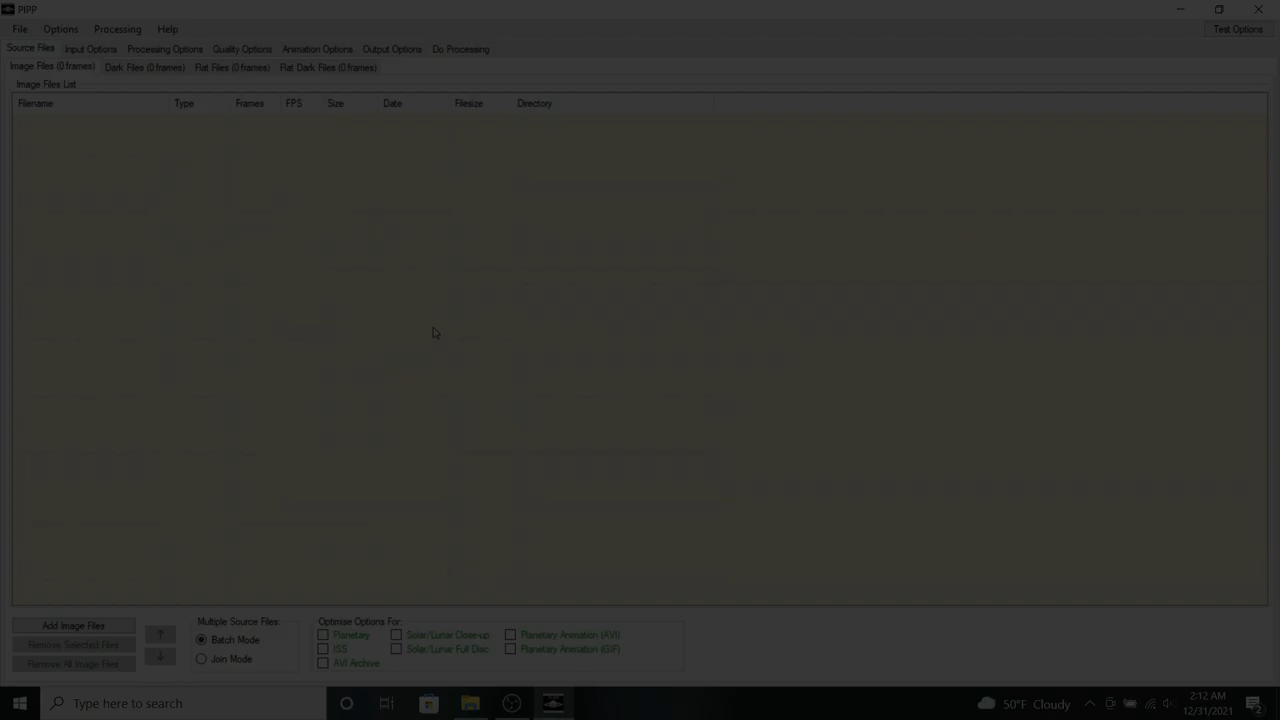 PIPP
File Options Processing Help Test Options
Source Files Input Options Processing Options Quality Options Animation Options Output Options Do Processing
Image Files (0 frames) Dark Files (0 frames) Flat Files (0 frames) Flat Dark Files (0 frames)
Image Files List
Filename Type Frames FPS Size Date Filesize Directory
Add Image Files
Remove Selected Files
Remove All Image Files
Multiple Source Files:
Batch Mode
Join Mode
Optimise Options For:
Planetary Solar/Lunar Close-up Planetary Animation (AVI)
ISS Solar/Lunar Full Disc Planetary Animation (GIF)
AVI Archive
Type here to search
50°F Cloudy
2:12 AM
12/31/2021
2